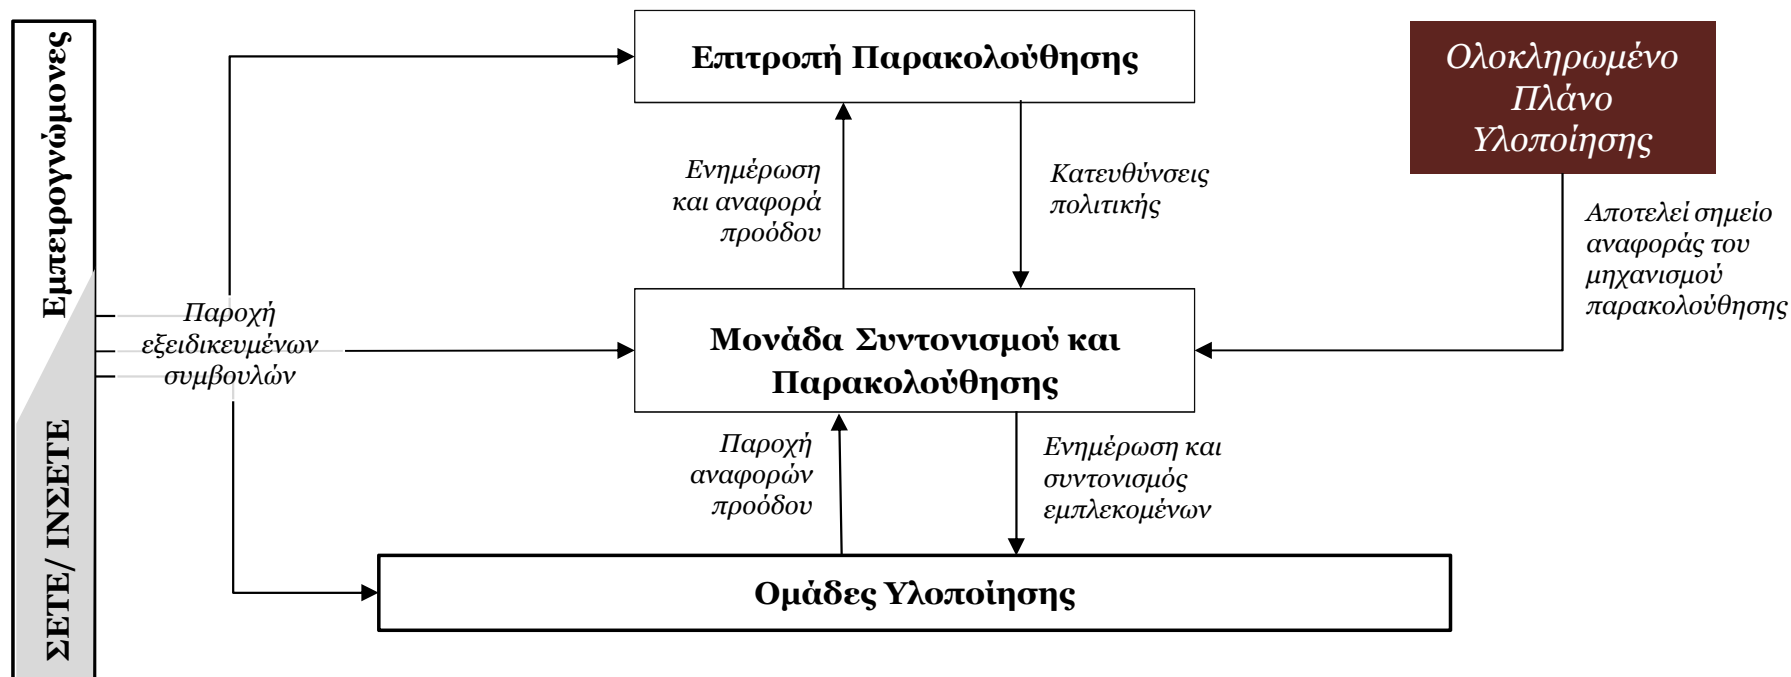 Εμπειρογνώμονες
ΣΕΤΕ/ ΙΝΣΕΤΕ
Επιτροπή Παρακολούθησης
Ολοκληρωμένο
Πλάνο
Υλοποίησης
Ενημέρωση
και αναφορά
προόδου
Κατευθύνσεις
πολιτικής
Αποτελεί σημείο
αναφοράς του
μηχανισμού
παρακολούθησης
Παροχή
εξειδικευμένων
συμβουλών
Μονάδα Συντονισμού και
Παρακολούθησης
Παροχή
αναφορών
προόδου
Ενημέρωση και
συντονισμός
εμπλεκομένων
Ομάδες Υλοποίησης